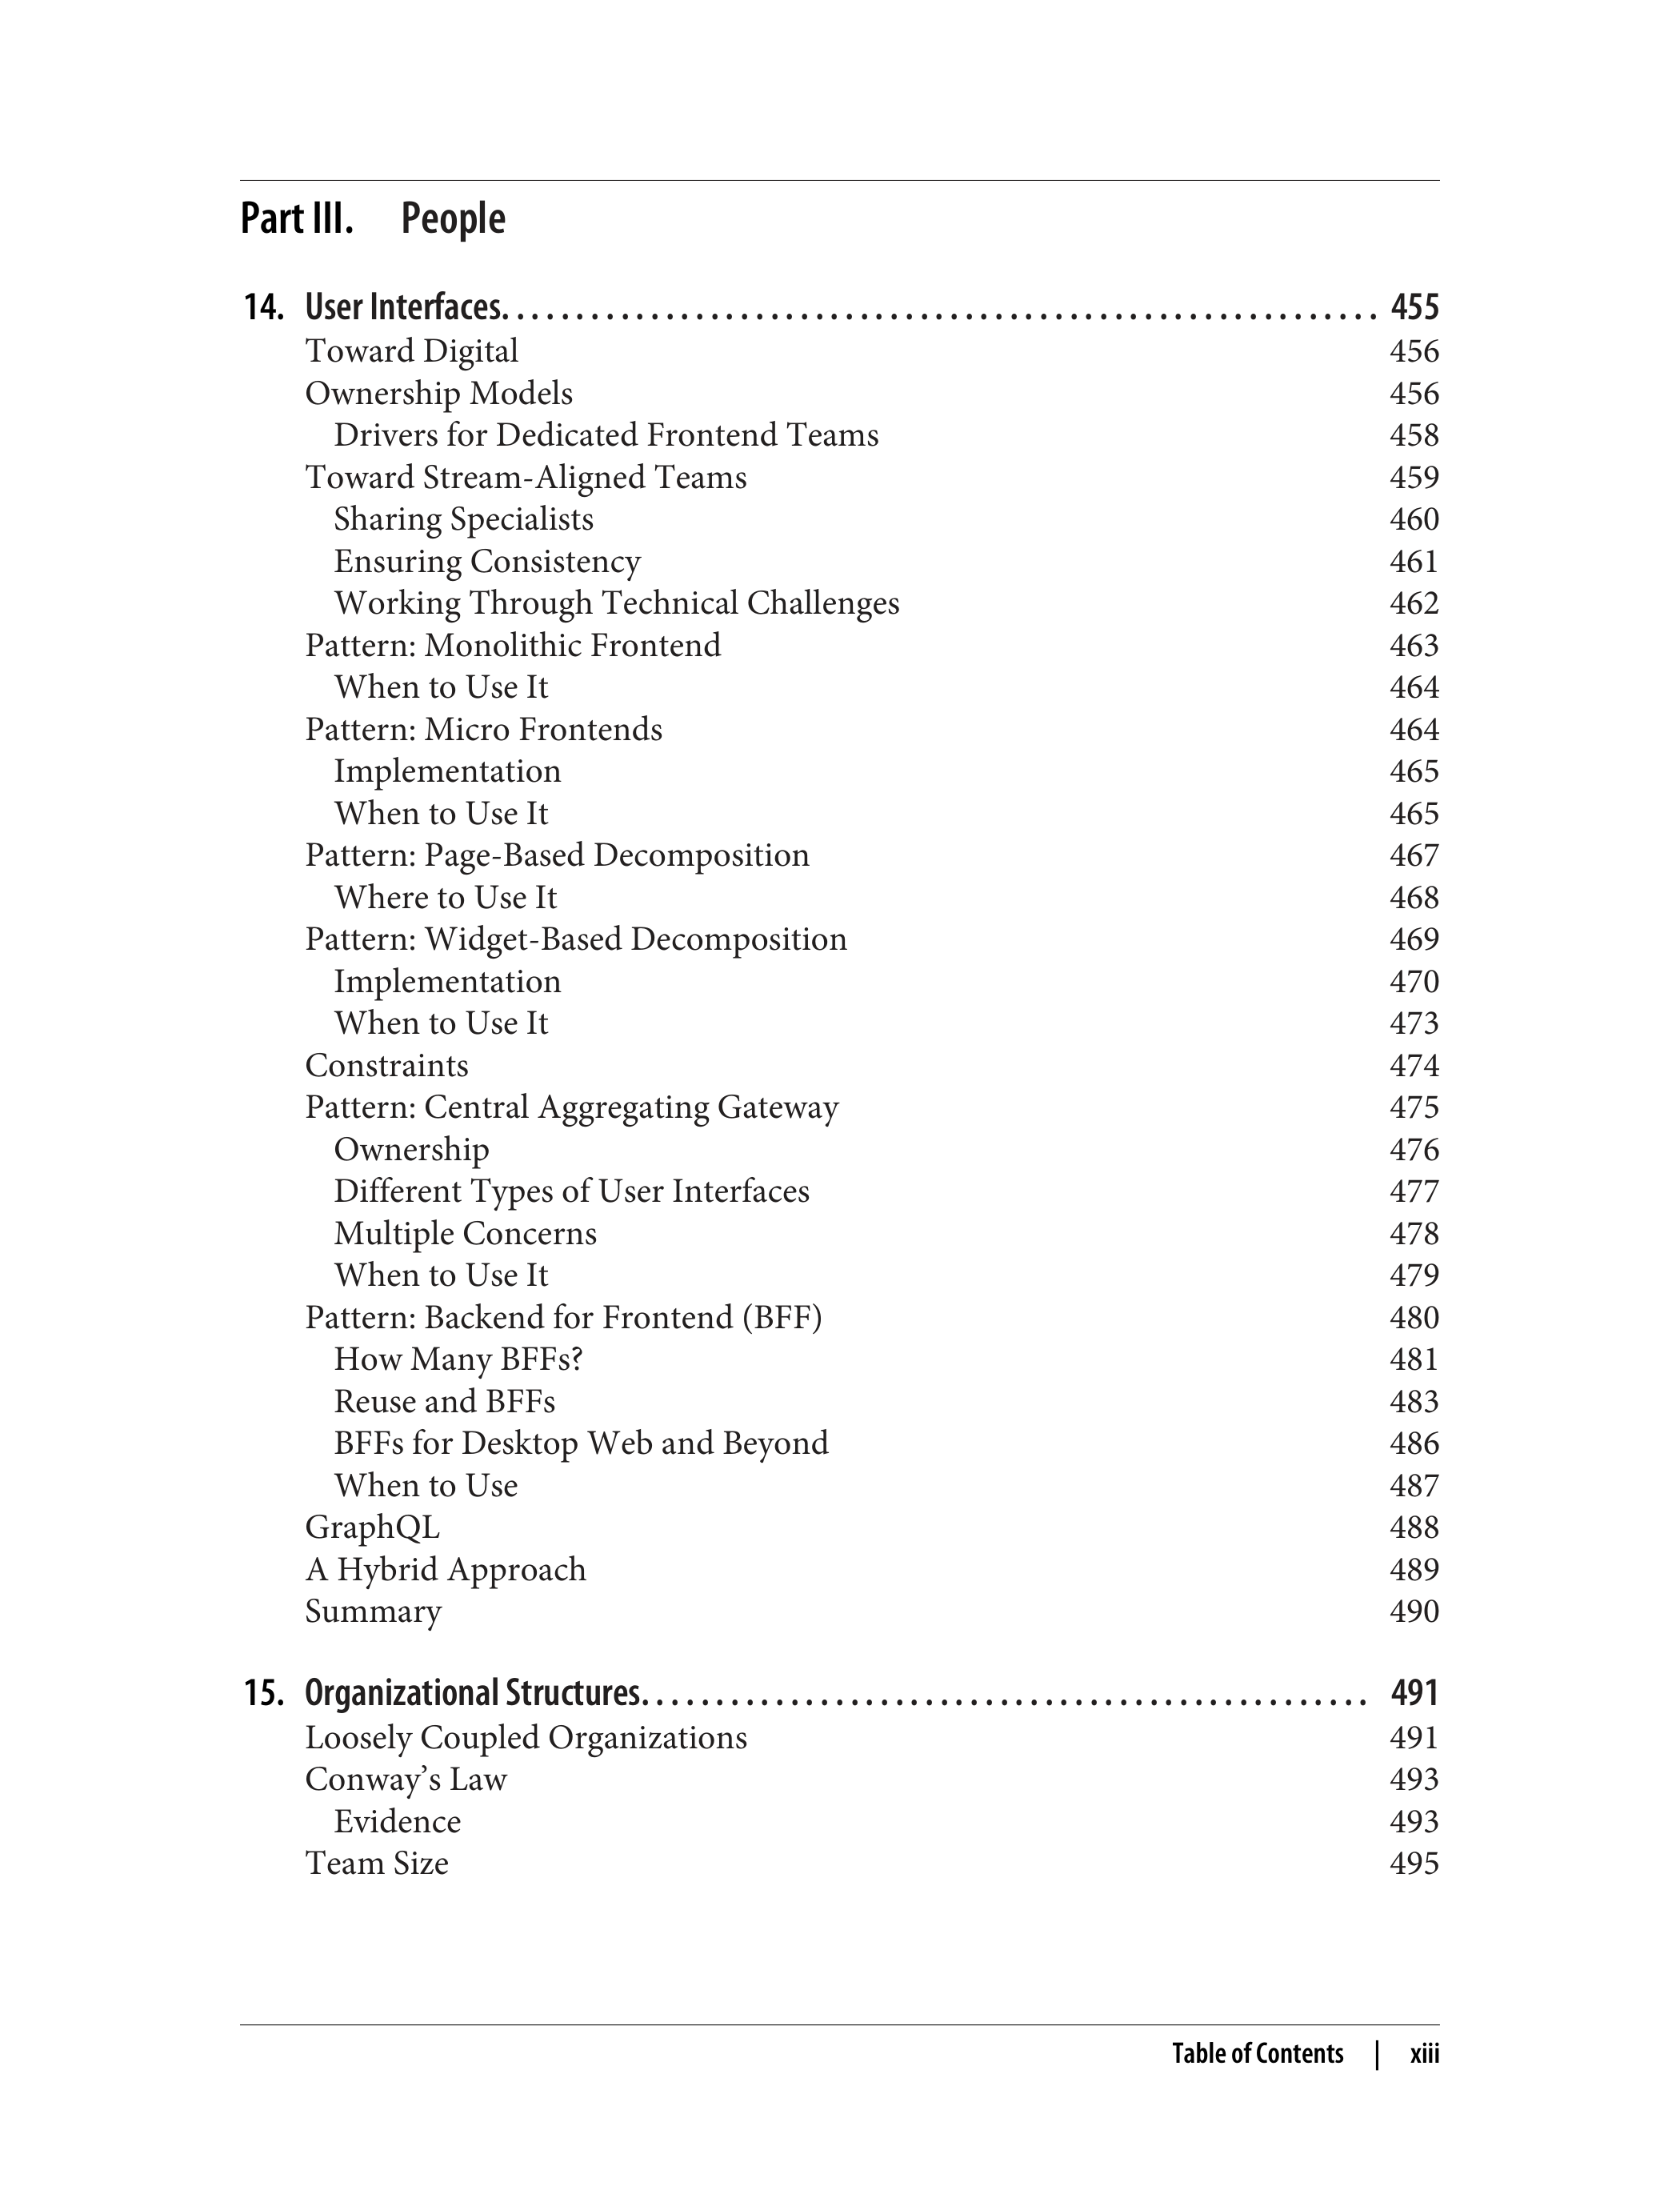 Part III. People
14. User Interfaces. . . . . . . . . . . . . . . . . . . . . . . . . . . . . . . . . . . . . . . . . . . . . . . . . . . . . . . . . . . 455
Toward Digital 456
Ownership Models 456
Drivers for Dedicated Frontend Teams 458
Toward Stream-Aligned Teams 459
Sharing Specialists 460
Ensuring Consistency 461
Working Through Technical Challenges 462
Pattern: Monolithic Frontend 463
When to Use It 464
Pattern: Micro Frontends 464
Implementation 465
When to Use It 465
Pattern: Page-Based Decomposition 467
Where to Use It 468
Pattern: Widget-Based Decomposition 469
Implementation 470
When to Use It 473
Constraints 474
Pattern: Central Aggregating Gateway 475
Ownership 476
Different Types of User Interfaces 477
Multiple Concerns 478
When to Use It 479
Pattern: Backend for Frontend (BFF) 480
How Many BFFs? 481
Reuse and BFFs 483
BFFs for Desktop Web and Beyond 486
When to Use 487
GraphQL 488
A Hybrid Approach 489
Summary 490
15. Organizational Structures. . . . . . . . . . . . . . . . . . . . . . . . . . . . . . . . . . . . . . . . . . . . . . . . . 491
Loosely Coupled Organizations 491
Conway’s Law 493
Evidence 493
Team Size 495
Table of Contents | xiii